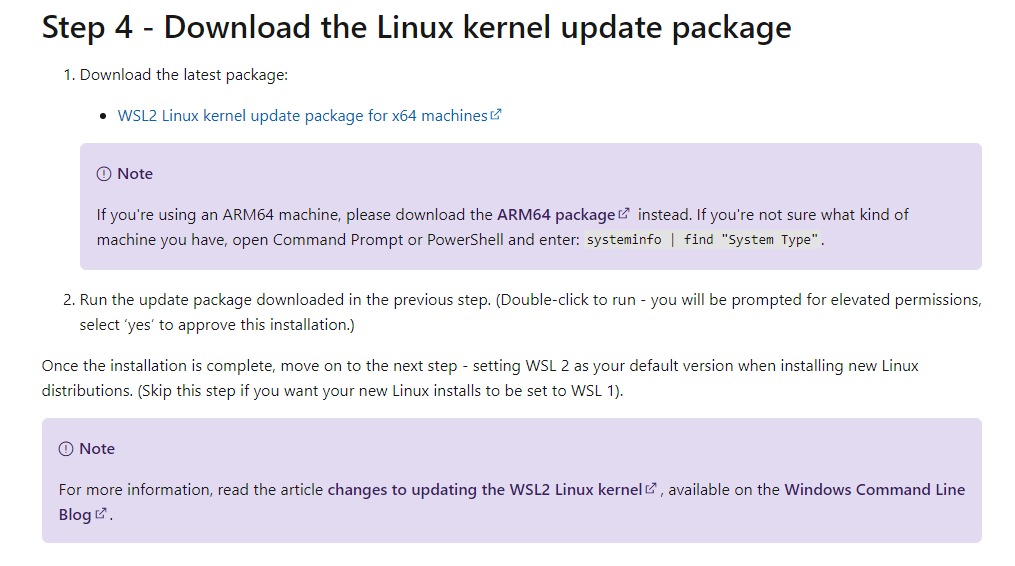 Step 4 - Download the Linux kernel update package
1. Download the latest package:
• WSL2 Linux kernel update package for x64 machines
Note
If you're using an ARM64 machine, please download the ARM64 package instead. If you're not sure what kind of
machine you have, open Command Prompt or PowerShell and enter: systeminfo | find "System Type".
2. Run the update package downloaded in the previous step. (Double-click to run - you will be prompted for elevated permissions,
select ‘yes’ to approve this installation.)
Once the installation is complete, move on to the next step - setting WSL 2 as your default version when installing new Linux
distributions. (Skip this step if you want your new Linux installs to be set to WSL 1).
Note
For more information, read the article changes to updating the WSL2 Linux kernel, available on the Windows Command Line
Blog.